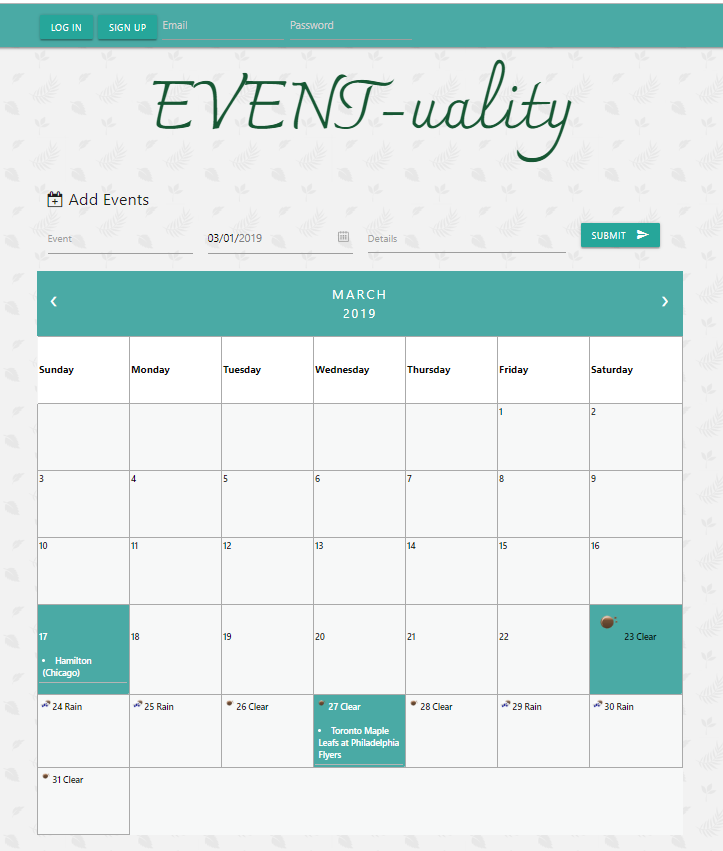 LOG IN SIGN UP Email Password
EVENT-uality
Add Events
Event 03/01/2019 Details SUBMIT
MARCH
2019
Sunday Monday Tuesday Wednesday Thursday Friday Saturday
1 2
3 4 5 6 7 8 9
10 11 12 13 14 15 16
17 18 19 20 21 22 23 Clear
• Hamilton
(Chicago)
24 Rain 25 Rain 26 Clear 27 Clear 28 Clear 29 Rain 30 Rain
• Toronto Maple
Leafs at Philadelphia
Flyers
31 Clear